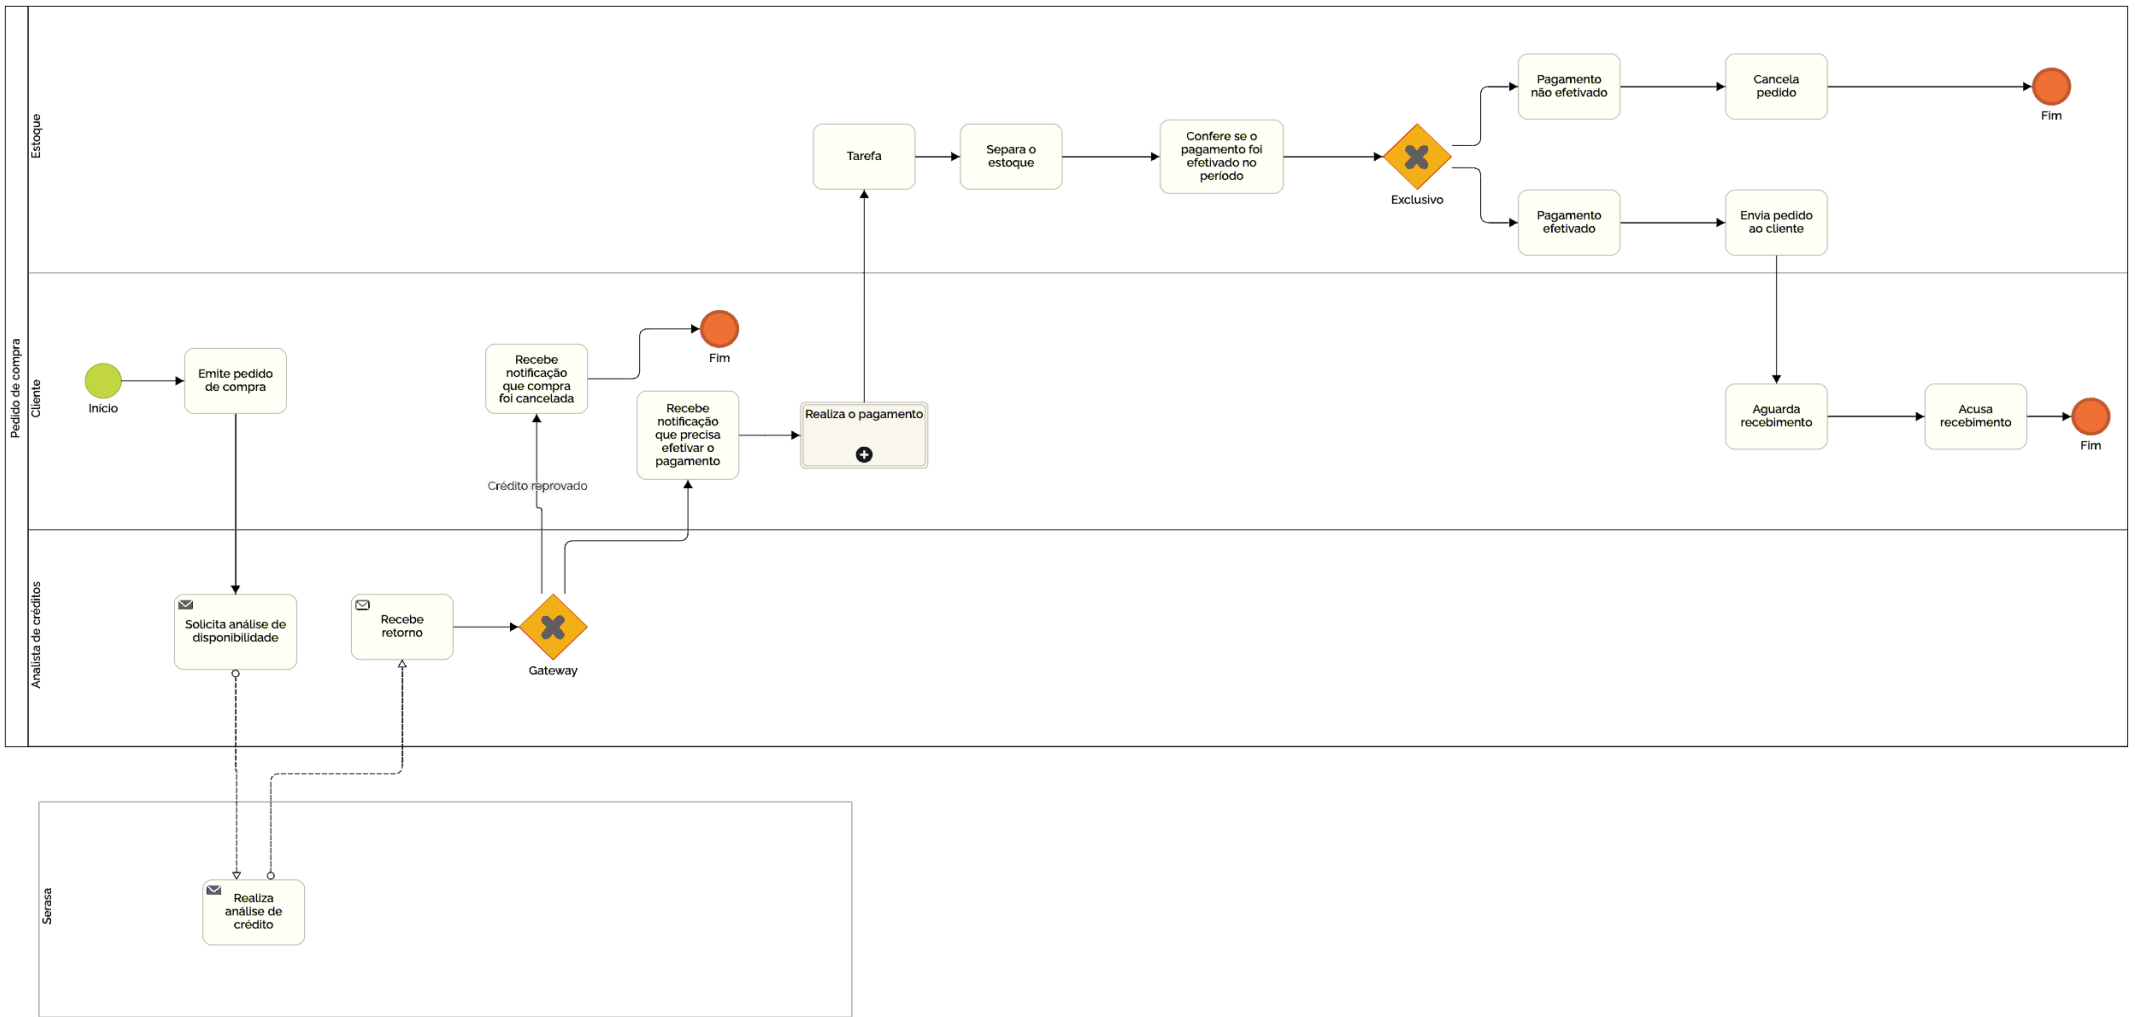 Pedido de compra
Estoque
Tarefa
Separa o
estoque
Confere se o
pagamento foi
efetivado no
período
Exclusivo
Pagamento
não efetivado
Cancela
pedido
Fim
Pagamento
efetivado
Envia pedido
ao cliente
Cliente
Início
Emite pedido
de compra
Recebe
notificação
que compra
foi cancelada
Fim
Crédito reprovado
Recebe
notificação
que precisa
efetivar o
pagamento
Realiza o pagamento
Aguarda
recebimento
Acusa
recebimento
Fim
Analista de créditos
Solicita análise de
disponibilidade
Recebe
retorno
Gateway
Serasa
Realiza
análise de
crédito